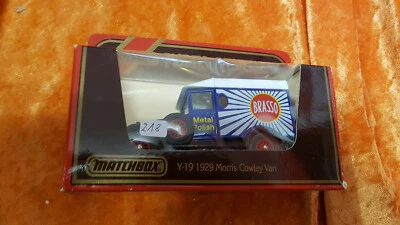 BRASSO
Metal
Polish
218
MATCHBOX
Y-19 1929 Morris Cowley Van